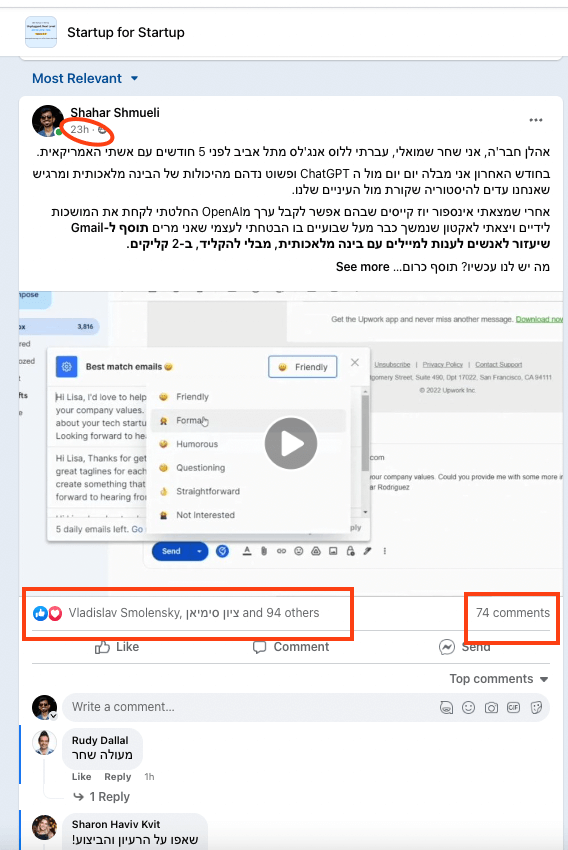 Startup for Startup
Most Relevant
Shahar Shmueli
23h
אהלן חבר'ה, אני שחר שמואלי, עברתי ללוס אנג'לס מתל אביב לפני 5 חודשים עם אשתי האמריקאית.
בחודש האחרון אני מבלה יום יום מול ה ChatGPT ופשוט נדהם מהיכולות של הבינה מלאכותית ומרגיש
שאנחנו עדים להיסטוריה שקורת מול העיניים שלנו.
אחרי שמצאתי אינספור יוז קייסים שבהם אפשר לקבל ערך מOpenAI החלטתי לקחת את המושכות
לידיים ויצאתי לאקטון שנמשך כבר מעל שבועיים בו הבטחתי לעצמי שאני מרים תוסף ל-Gmail
שיעזור לאנשים לענות למיילים עם בינה מלאכותית, מבלי להקליד, ב-2 קליקים.
מה יש לנו עכשיו? תוסף כרום... See more
Get the Upwork app and never miss another message. Download now
3,816
Best match emails
Friendly
Unsubscribe | Privacy Policy | Contact Support
tgomery Street, Suite 490, Dpt 17022, San Francisco, CA 94111
© 2022 Upwork Inc.
Hi Lisa, I'd love to help
your company values.
about your tech startu
Looking forward to he
Hi Lisa, Thanks for get
great taglines for each
create something that
forward to hearing fro
Friendly
Formal
Humorous
Questioning
Straightforward
Not Interested
.com
your company values. Could you provide me with some more in
ar Rodriguez
5 daily emails left. Go
ply
Send
Vladislav Smolensky, ציון סימיאן and 94 others
74 comments
Like
Comment
Send
Top comments
Write a comment...
GIF
Rudy Dallal
מעולה שחר
Like Reply 1h
1 Reply
Sharon Haviv Kvit
שאפו על הרעיון והביצוע!